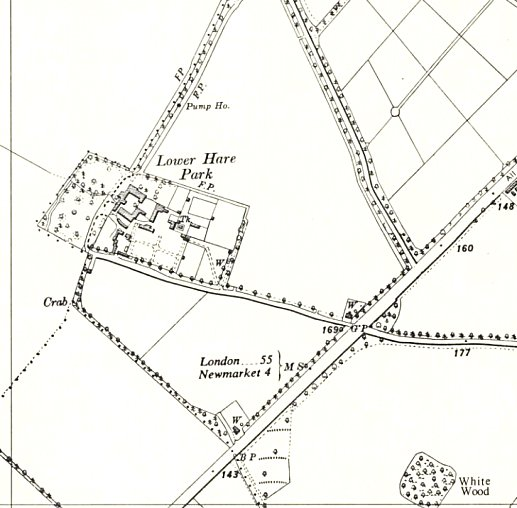 F.P.
F.P.
Pump Ho.
Lower Hare
Park
F.P.
148
160
W
Crab
W
169
G.P
London.....55
Newmarket 4
M S
177
W
B P
143
White
Wood